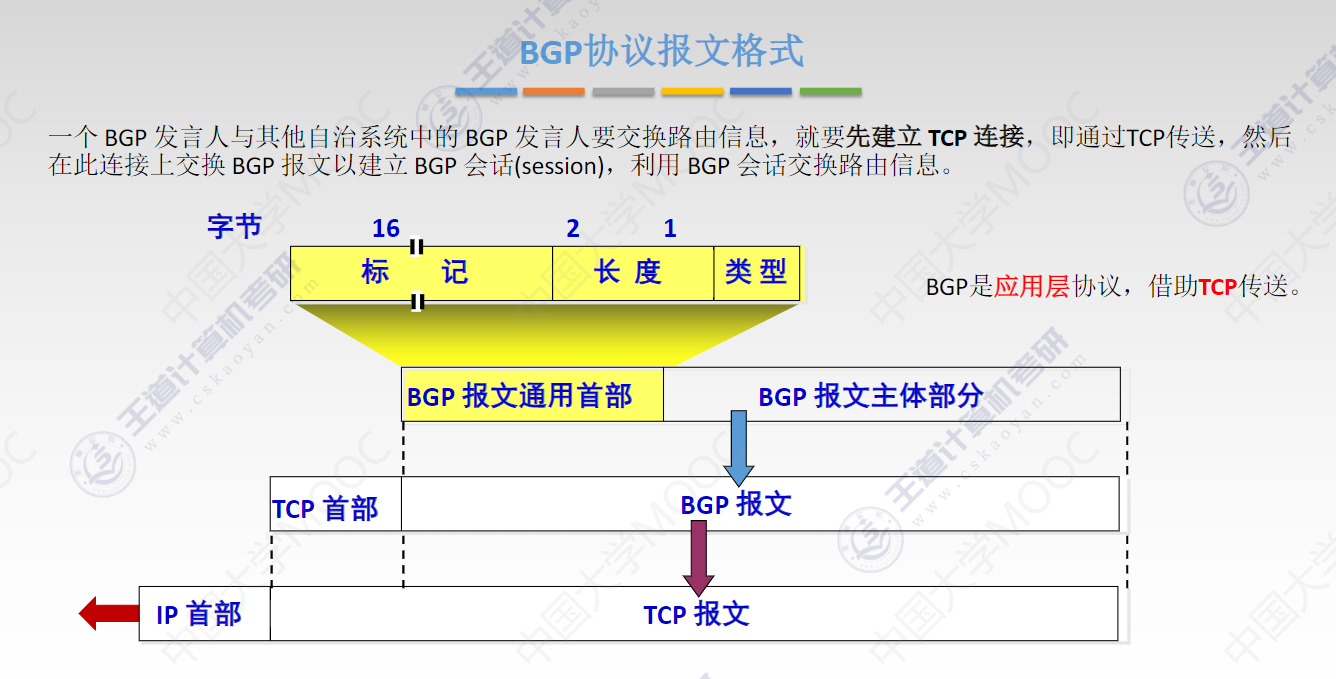 BGP协议报文格式
一个 BGP 发言人与其他自治系统中的 BGP 发言人要交换路由信息，就要先建立 TCP 连接，即通过TCP传送，然后
在此连接上交换 BGP 报文以建立 BGP 会话(session)，利用 BGP 会话交换路由信息。
字节 16 2 1
标 记 长 度 类 型
BGP是应用层协议，借助TCP传送。
BGP 报文通用首部 BGP 报文主体部分
TCP 首部 BGP 报文
IP 首部 TCP 报文
王道计算机考研
www.cskaoyan.com
中国大学MOOC